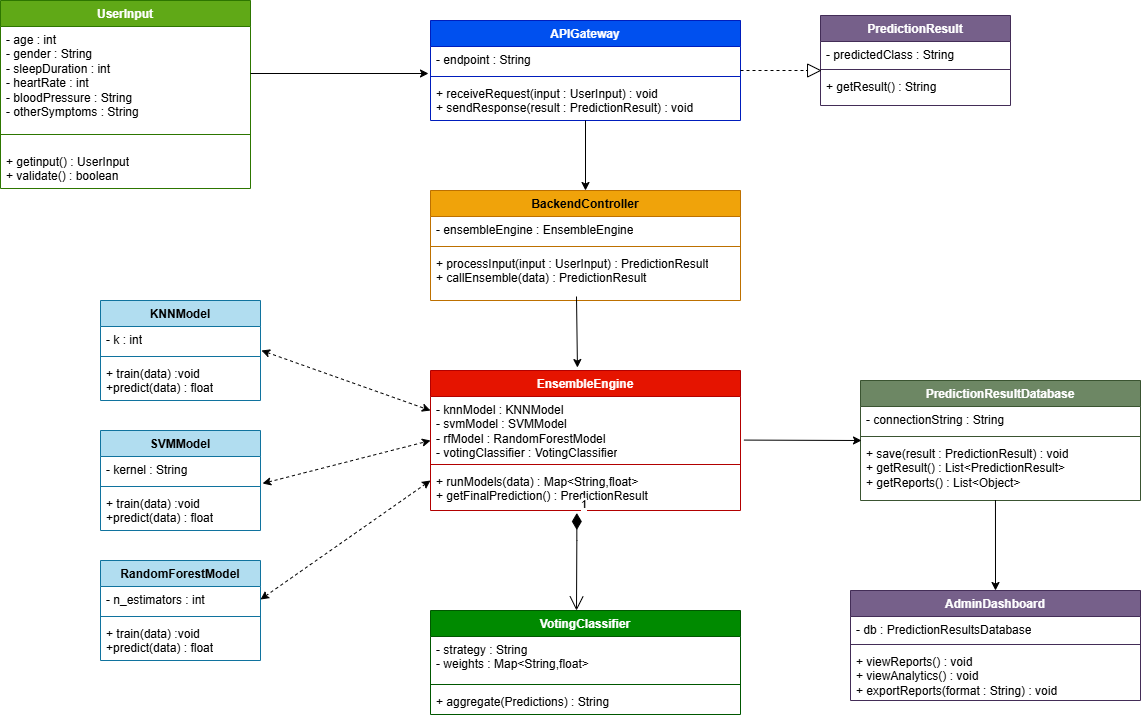 UserInput
- age : int
- gender : String
- sleepDuration : int
- heartRate : int
- bloodPressure : String
- otherSymptoms : String
+ getinput() : UserInput
+ validate() : boolean
APIGateway
- endpoint : String
+ receiveRequest(input : UserInput) : void
+ sendResponse(result : PredictionResult) : void
PredictionResult
- predictedClass : String
+ getResult() : String
BackendController
- ensembleEngine : EnsembleEngine
+ processInput(input : UserInput) : PredictionResult
+ callEnsemble(data) : PredictionResult
KNNModel
- k : int
+ train(data) :void
+predict(data) : float
SVMModel
- kernel : String
+ train(data) :void
+predict(data) : float
RandomForestModel
- n_estimators : int
+ train(data) :void
+predict(data) : float
EnsembleEngine
- knnModel : KNNModel
- svmModel : SVMModel
- rfModel : RandomForestModel
- votingClassifier : VotingClassifier
+ runModels(data) : Map<String,float>
+ getFinalPrediction() : PredictionResult
1
VotingClassifier
- strategy : String
- weights : Map<String,float>
+ aggregate(Predictions) : String
PredictionResultDatabase
- connectionString : String
+ save(result : PredictionResult) : void
+ getResult() : List<PredictionResult>
+ getReports() : List<Object>
AdminDashboard
- db : PredictionResultsDatabase
+ viewReports() : void
+ viewAnalytics() : void
+ exportReports(format : String) : void